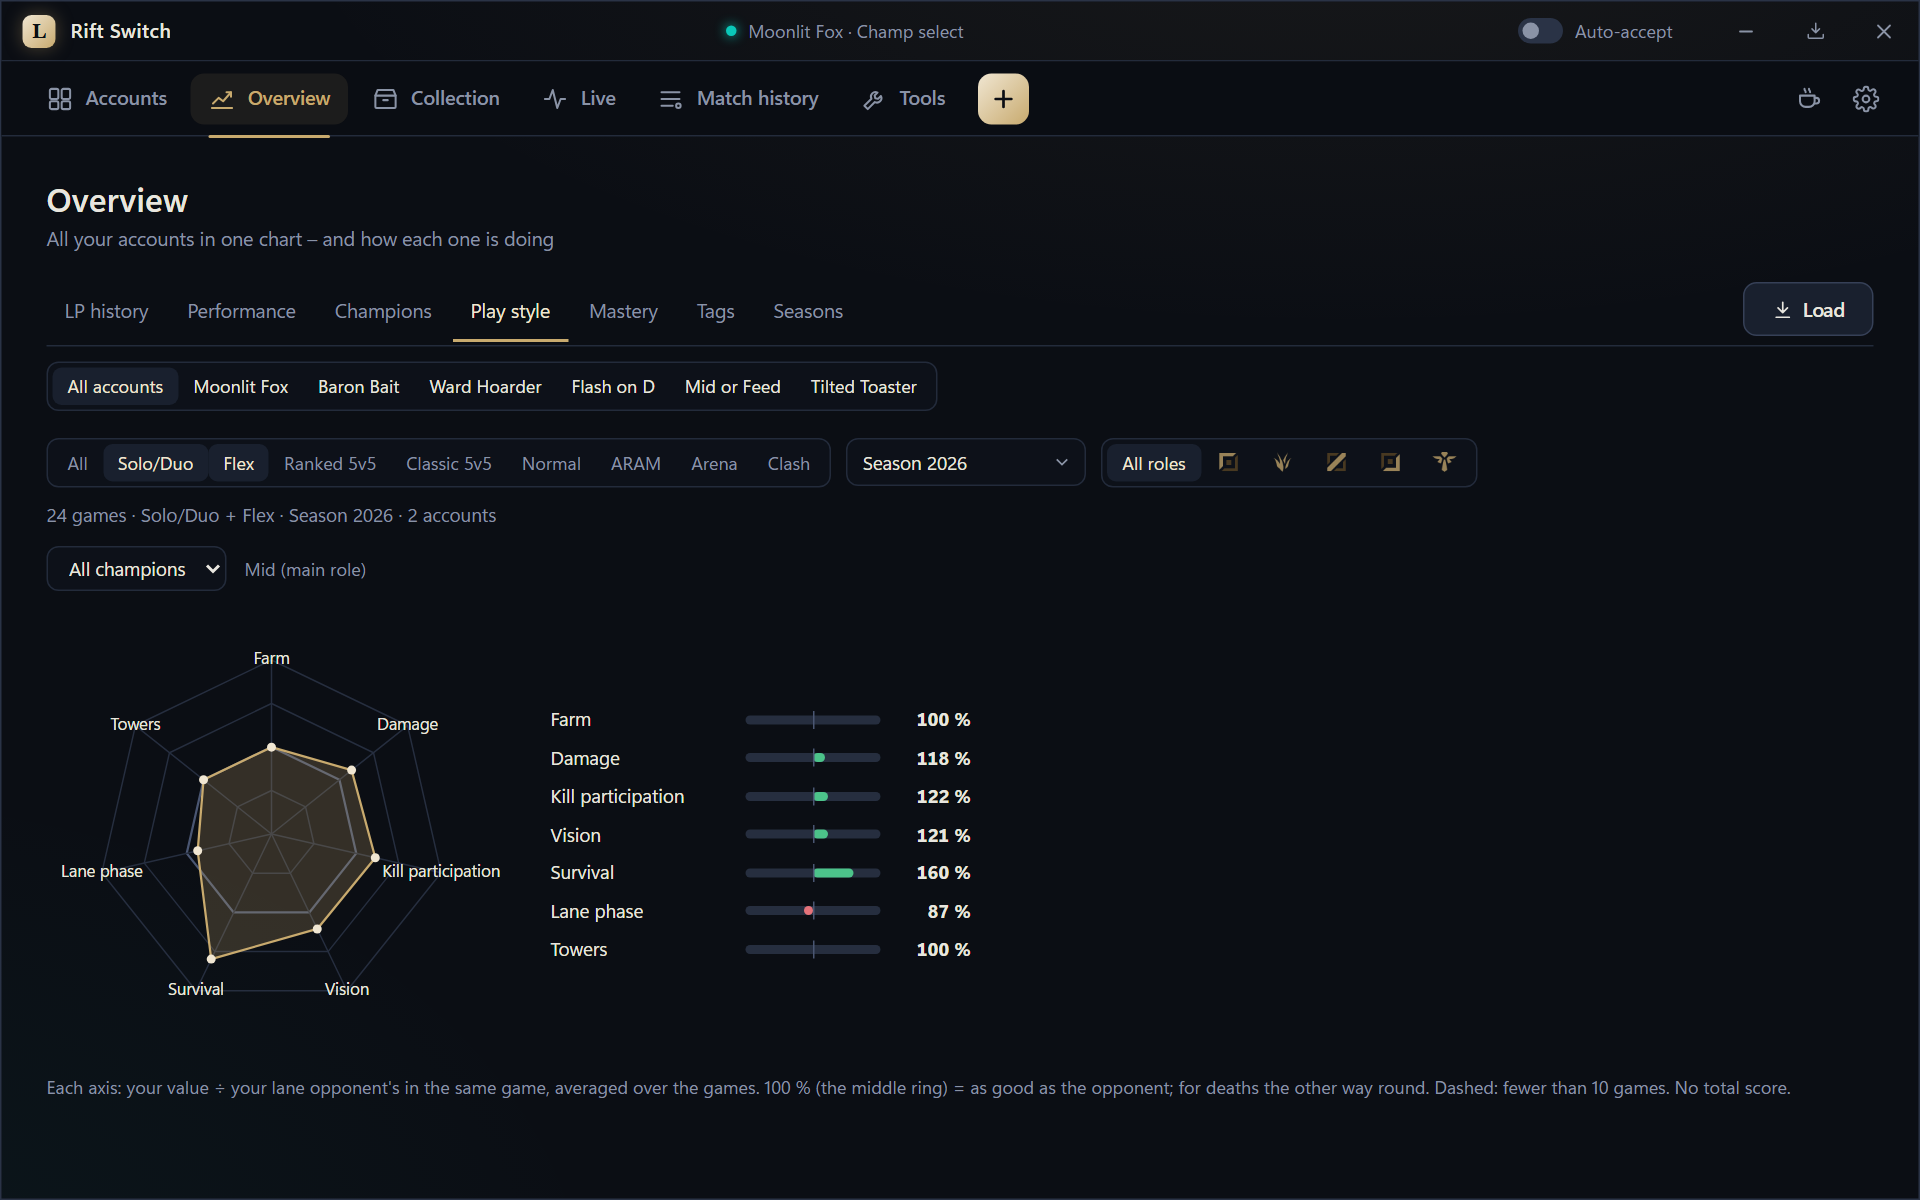 L Rift Switch
Moonlit Fox · Champ select
Auto-accept
Accounts
Overview
Collection
Live
Match history
Tools
Overview
All your accounts in one chart – and how each one is doing
LP history
Performance
Champions
Play style
Mastery
Tags
Seasons
Load
All accounts
Moonlit Fox
Baron Bait
Ward Hoarder
Flash on D
Mid or Feed
Tilted Toaster
All
Solo/Duo
Flex
Ranked 5v5
Classic 5v5
Normal
ARAM
Arena
Clash
Season 2026
All roles
24 games · Solo/Duo + Flex · Season 2026 · 2 accounts
All champions
Mid (main role)
Farm
Towers
Damage
Lane phase
Kill participation
Survival
Vision
Farm 100 %
Damage 118 %
Kill participation 122 %
Vision 121 %
Survival 160 %
Lane phase 87 %
Towers 100 %
Each axis: your value ÷ your lane opponent's in the same game, averaged over the games. 100 % (the middle ring) = as good as the opponent; for deaths the other way round. Dashed: fewer than 10 games. No total score.